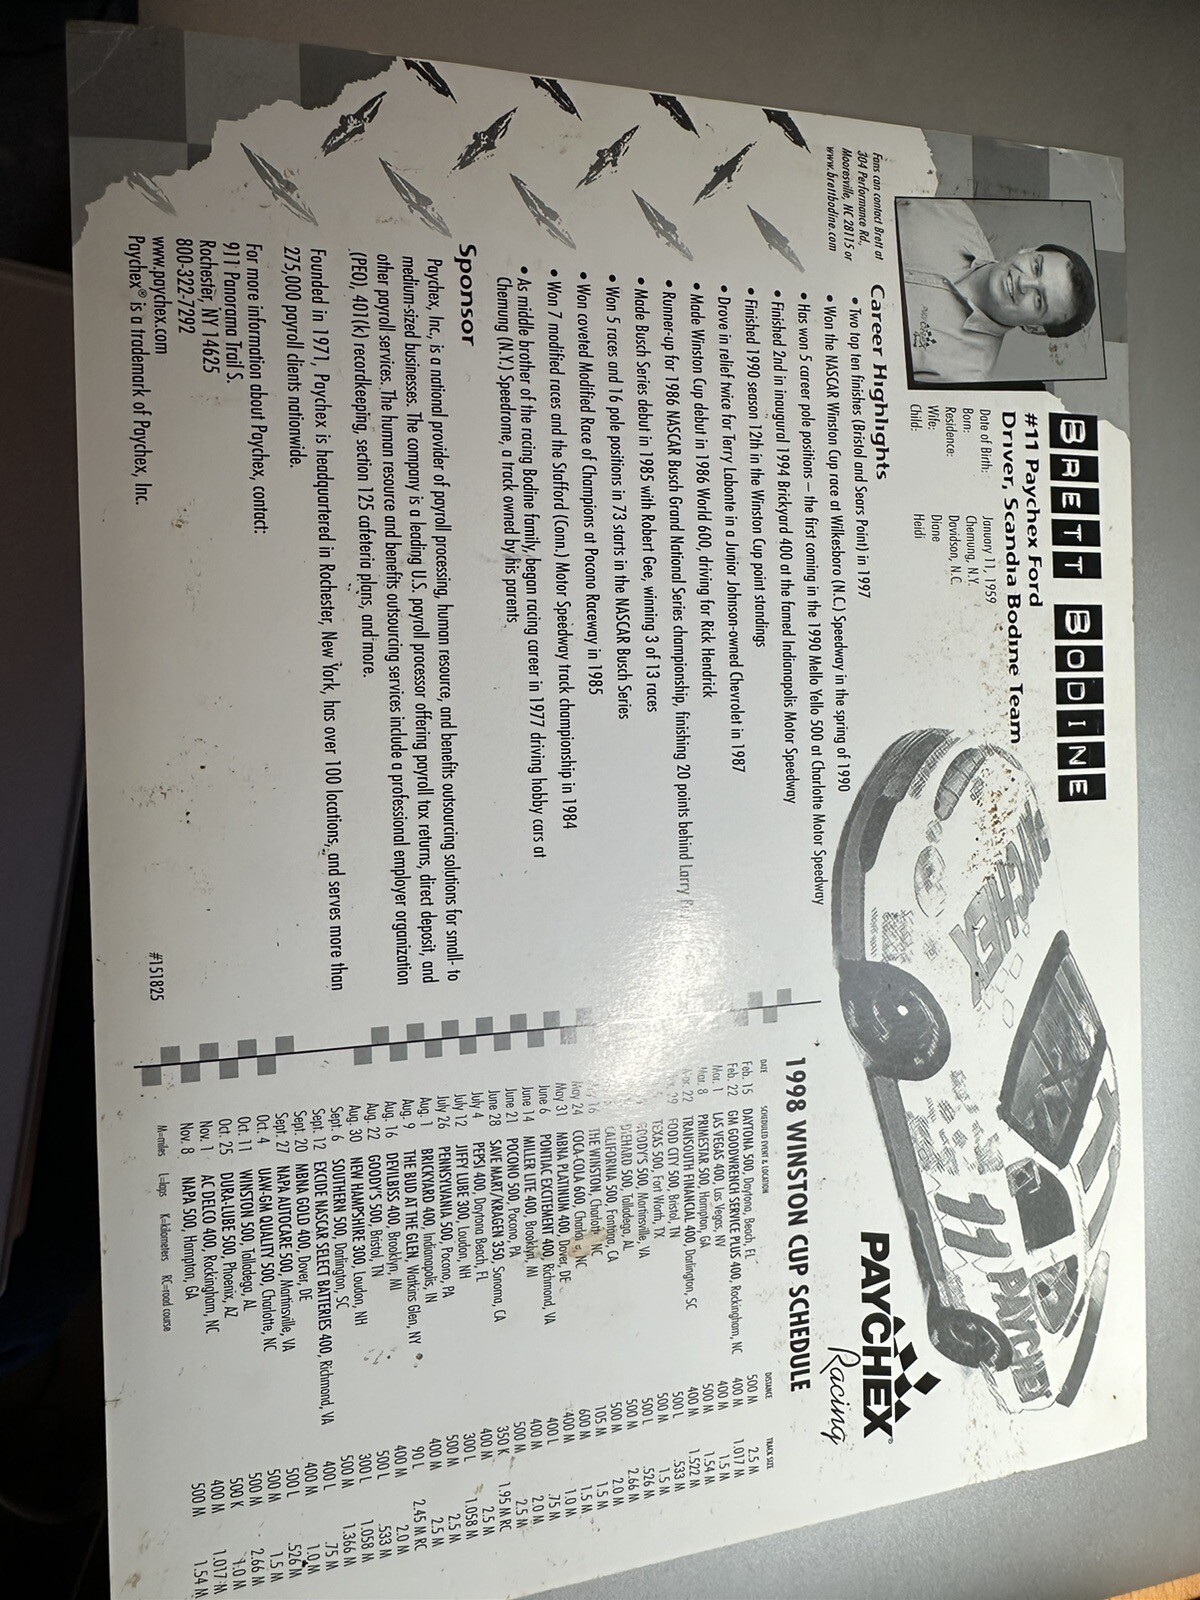 BRETT BODINE
#11 Paychex Ford
Driver, Scandia Bodine Team
Date of Birth: January 11, 1959
Born: Chemung, N.Y.
Residence: Davidson, N.C.
Wife: Diane
Child: Heidi
Fans can contact Brett at
304 Performance Rd.,
Mooresville, NC 28115 or
www.brettbodine.com
Career Highlights
• Two top ten finishes (Bristol and Sears Point) in 1997
• Won the NASCAR Winston Cup race at Wilkesboro (N.C.) Speedway in the spring of 1990
• Has won 5 career pole positions – the first coming in the 1990 Mello Yello 500 at Charlotte Motor Speedway
• Finished 2nd in inaugural 1994 Brickyard 400 at the famed Indianapolis Motor Speedway
• Finished 1990 season 12th in the Winston Cup point standings
• Drove in relief twice for Terry Labonte in a Junior Johnson-owned Chevrolet in 1987
• Made Winston Cup debut in 1986 World 600, driving for Rick Hendrick
• Runner-up for 1986 NASCAR Busch Grand National Series championship, finishing 20 points behind Larry
• Made Busch Series debut in 1985 with Robert Gee, winning 3 of 13 races
• Won 5 races and 16 pole positions in 73 starts in the NASCAR Busch Series
• Won coveted Modified Race of Champions at Pocono Raceway in 1985
• Won 7 modified races and the Stafford (Conn.) Motor Speedway track championship in 1984
• As middle brother of the racing Bodine family, began racing career in 1977 driving hobby cars at
Chemung (N.Y.) Speedrome, a track owned by his parents
Sponsor
Paychex, Inc., is a national provider of payroll processing, human resource, and benefits outsourcing solutions for small- to
medium-sized businesses. The company is a leading U.S. payroll processor offering payroll tax returns, direct deposit, and
other payroll services. The human resource and benefits outsourcing services include a professional employer organization
(PEO), 401(k) recordkeeping, section 125 cafeteria plans, and more.
Founded in 1971, Paychex is headquartered in Rochester, New York, has over 100 locations, and serves more than
275,000 payroll clients nationwide.
For more information about Paychex, contact:
911 Panorama Trail S.
Rochester, NY 14625
800-322-7292
www.paychex.com
Paychex® is a trademark of Paychex, Inc.
#151825
11 PAYCHEX
PAYCHEX®
Racing
1998 WINSTON CUP SCHEDULE
DATE SCHEDULED EVENT & LOCATION DISTANCE TRACK SIZE
Feb. 15 DAYTONA 500, Daytona, Beach, FL 500 M 2.5 M
Feb. 22 GM GOODWRENCH SERVICE PLUS 400, Rockingham, NC 400 M 1.017 M
Mar. 1 LAS VEGAS 400, Las Vegas, NV 400 M 1.5 M
Mar. 8 PRIMESTAR 500, Hampton, GA 500 M 1.54 M
22 TRANSOUTH FINANCIAL 400, Darlington, SC 400 M 1.522 M
29 FOOD CITY 500, Bristol, TN 500 L .533 M
TEXAS 500, Fort Worth, TX 500 M 1.5 M
GOODY'S 500, Martinsville, VA 500 L .526 M
DIEHARD 500, Talladega, AL 500 M 2.66 M
CALIFORNIA 500, Fontana, CA 500 M 2.0 M
16 THE WINSTON, Charlotte, NC 105 M 1.5 M
May 24 COCA-COLA 600, Charlotte, NC 600 M 1.5 M
May 31 MBNA PLATINUM 400, Dover, DE 400 M 1.0 M
June 6 PONTIAC EXCITEMENT 400, Richmond, VA 400 L .75 M
June 14 MILLER LITE 400, Brooklyn, MI 400 M 2.0 M
June 21 POCONO 500, Pocono, PA 500 M 2.5 M
June 28 SAVE MART/KRAGEN 350, Sonoma, CA 350 K 1.95 M RC
July 4 PEPSI 400, Daytona Beach, FL 400 M 2.5 M
July 12 JIFFY LUBE 300, Loudon, NH 300 L 1.058 M
July 26 PENNSYLVANIA 500, Pocono, PA 500 M 2.5 M
Aug. 1 BRICKYARD 400, Indianapolis, IN 400 M 2.5 M
Aug. 9 THE BUD AT THE GLEN, Watkins Glen, NY 90 L 2.45 M RC
Aug. 16 DEVILBISS 400, Brooklyn, MI 400 M 2.0 M
Aug. 22 GOODY'S 500, Bristol, TN 500 L .533 M
Aug. 30 NEW HAMPSHIRE 300, Loudon, NH 300 L 1.058 M
Sept. 6 SOUTHERN 500, Darlington, SC 500 M 1.366 M
Sept. 12 EXCIDE NASCAR SELECT BATTERIES 400, Richmond, VA 400 L .75 M
Sept. 20 MBNA GOLD 400, Dover, DE 400 M 1.0 M
Sept. 27 NAPA AUTOCARE 500, Martinsville, VA 500 L .526 M
Oct. 4 UAW-GM QUALITY 500, Charlotte, NC 500 M 1.5 M
Oct. 11 WINSTON 500, Talladega, AL 500 M 2.66 M
Oct. 25 DURA-LUBE 500, Phoenix, AZ 500 K 1.0 M
Nov. 1 AC DELCO 400, Rockingham, NC 400 M 1.017 M
Nov. 8 NAPA 500, Hampton, GA 500 M 1.54 M
M=miles L=laps K=kilometers RC=road course